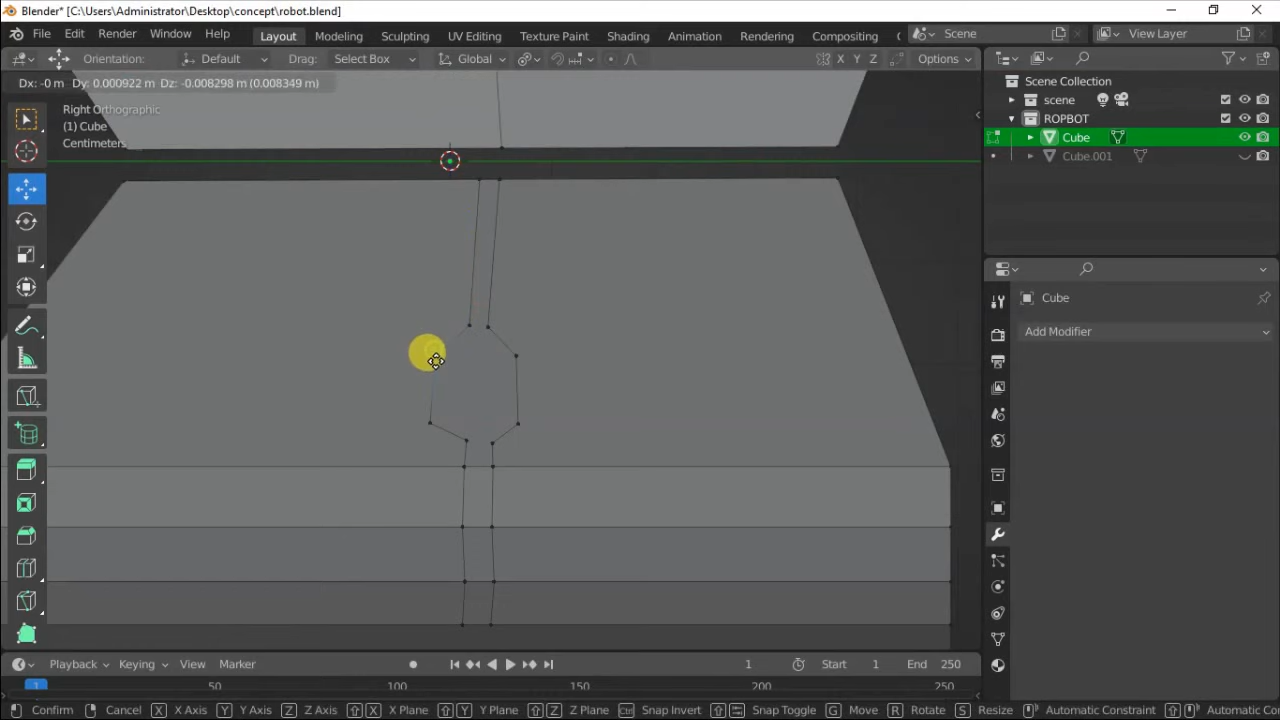 Blender* [C:\Users\Administrator\Desktop\concept\robot.blend]
File Edit Render Window Help Layout Modeling Sculpting UV Editing Texture Paint Shading Animation Rendering Compositing Scene View Layer
Orientation: Default Drag: Select Box Global X Y Z Options
Dx: -0 m Dy: 0.000922 m Dz: -0.008298 m (0.008349 m)
Right Orthographic
(1) Cube
Centimeters
Scene Collection
scene
ROPBOT
Cube
Cube.001
Cube
Add Modifier
Playback Keying View Marker 1 Start 1 End 250
1 50 100 150 200 250
Confirm Cancel X X Axis Y Y Axis Z Z Axis X X Plane Y Y Plane Z Z Plane Ctrl Snap Invert Snap Toggle G Move R Rotate S Resize Automatic Constraint Automatic Co